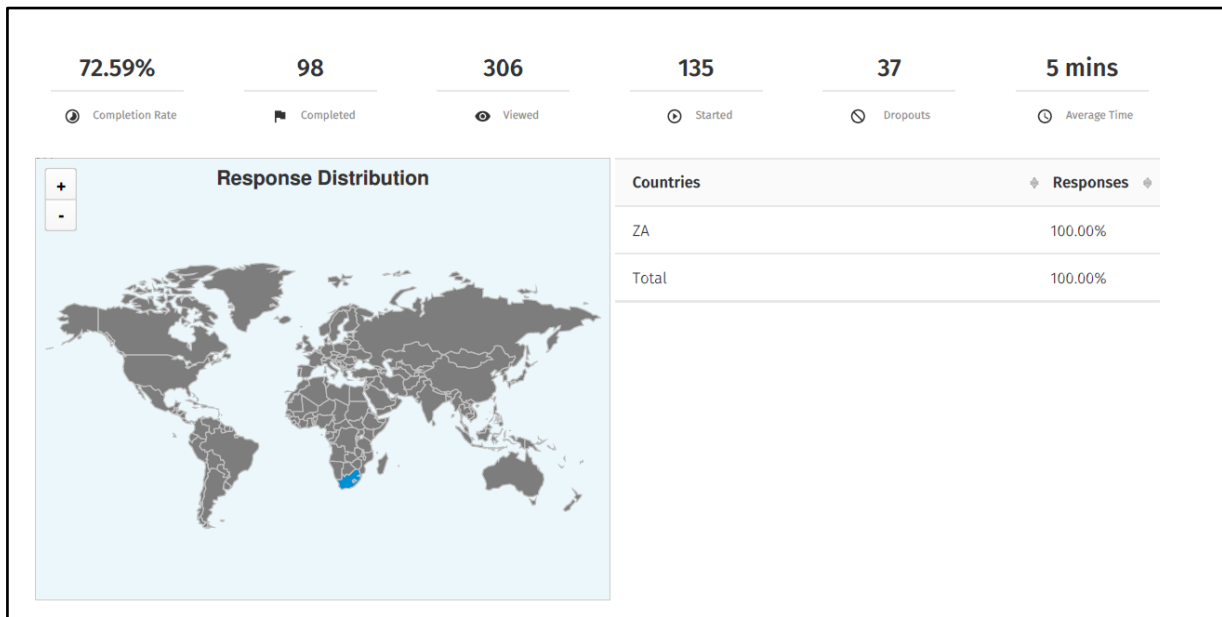 72.59% 98 306 135 37 5 mins
Completion Rate Completed Viewed Started Dropouts Average Time
+
-
Response Distribution
Countries Responses
ZA 100.00%
Total 100.00%